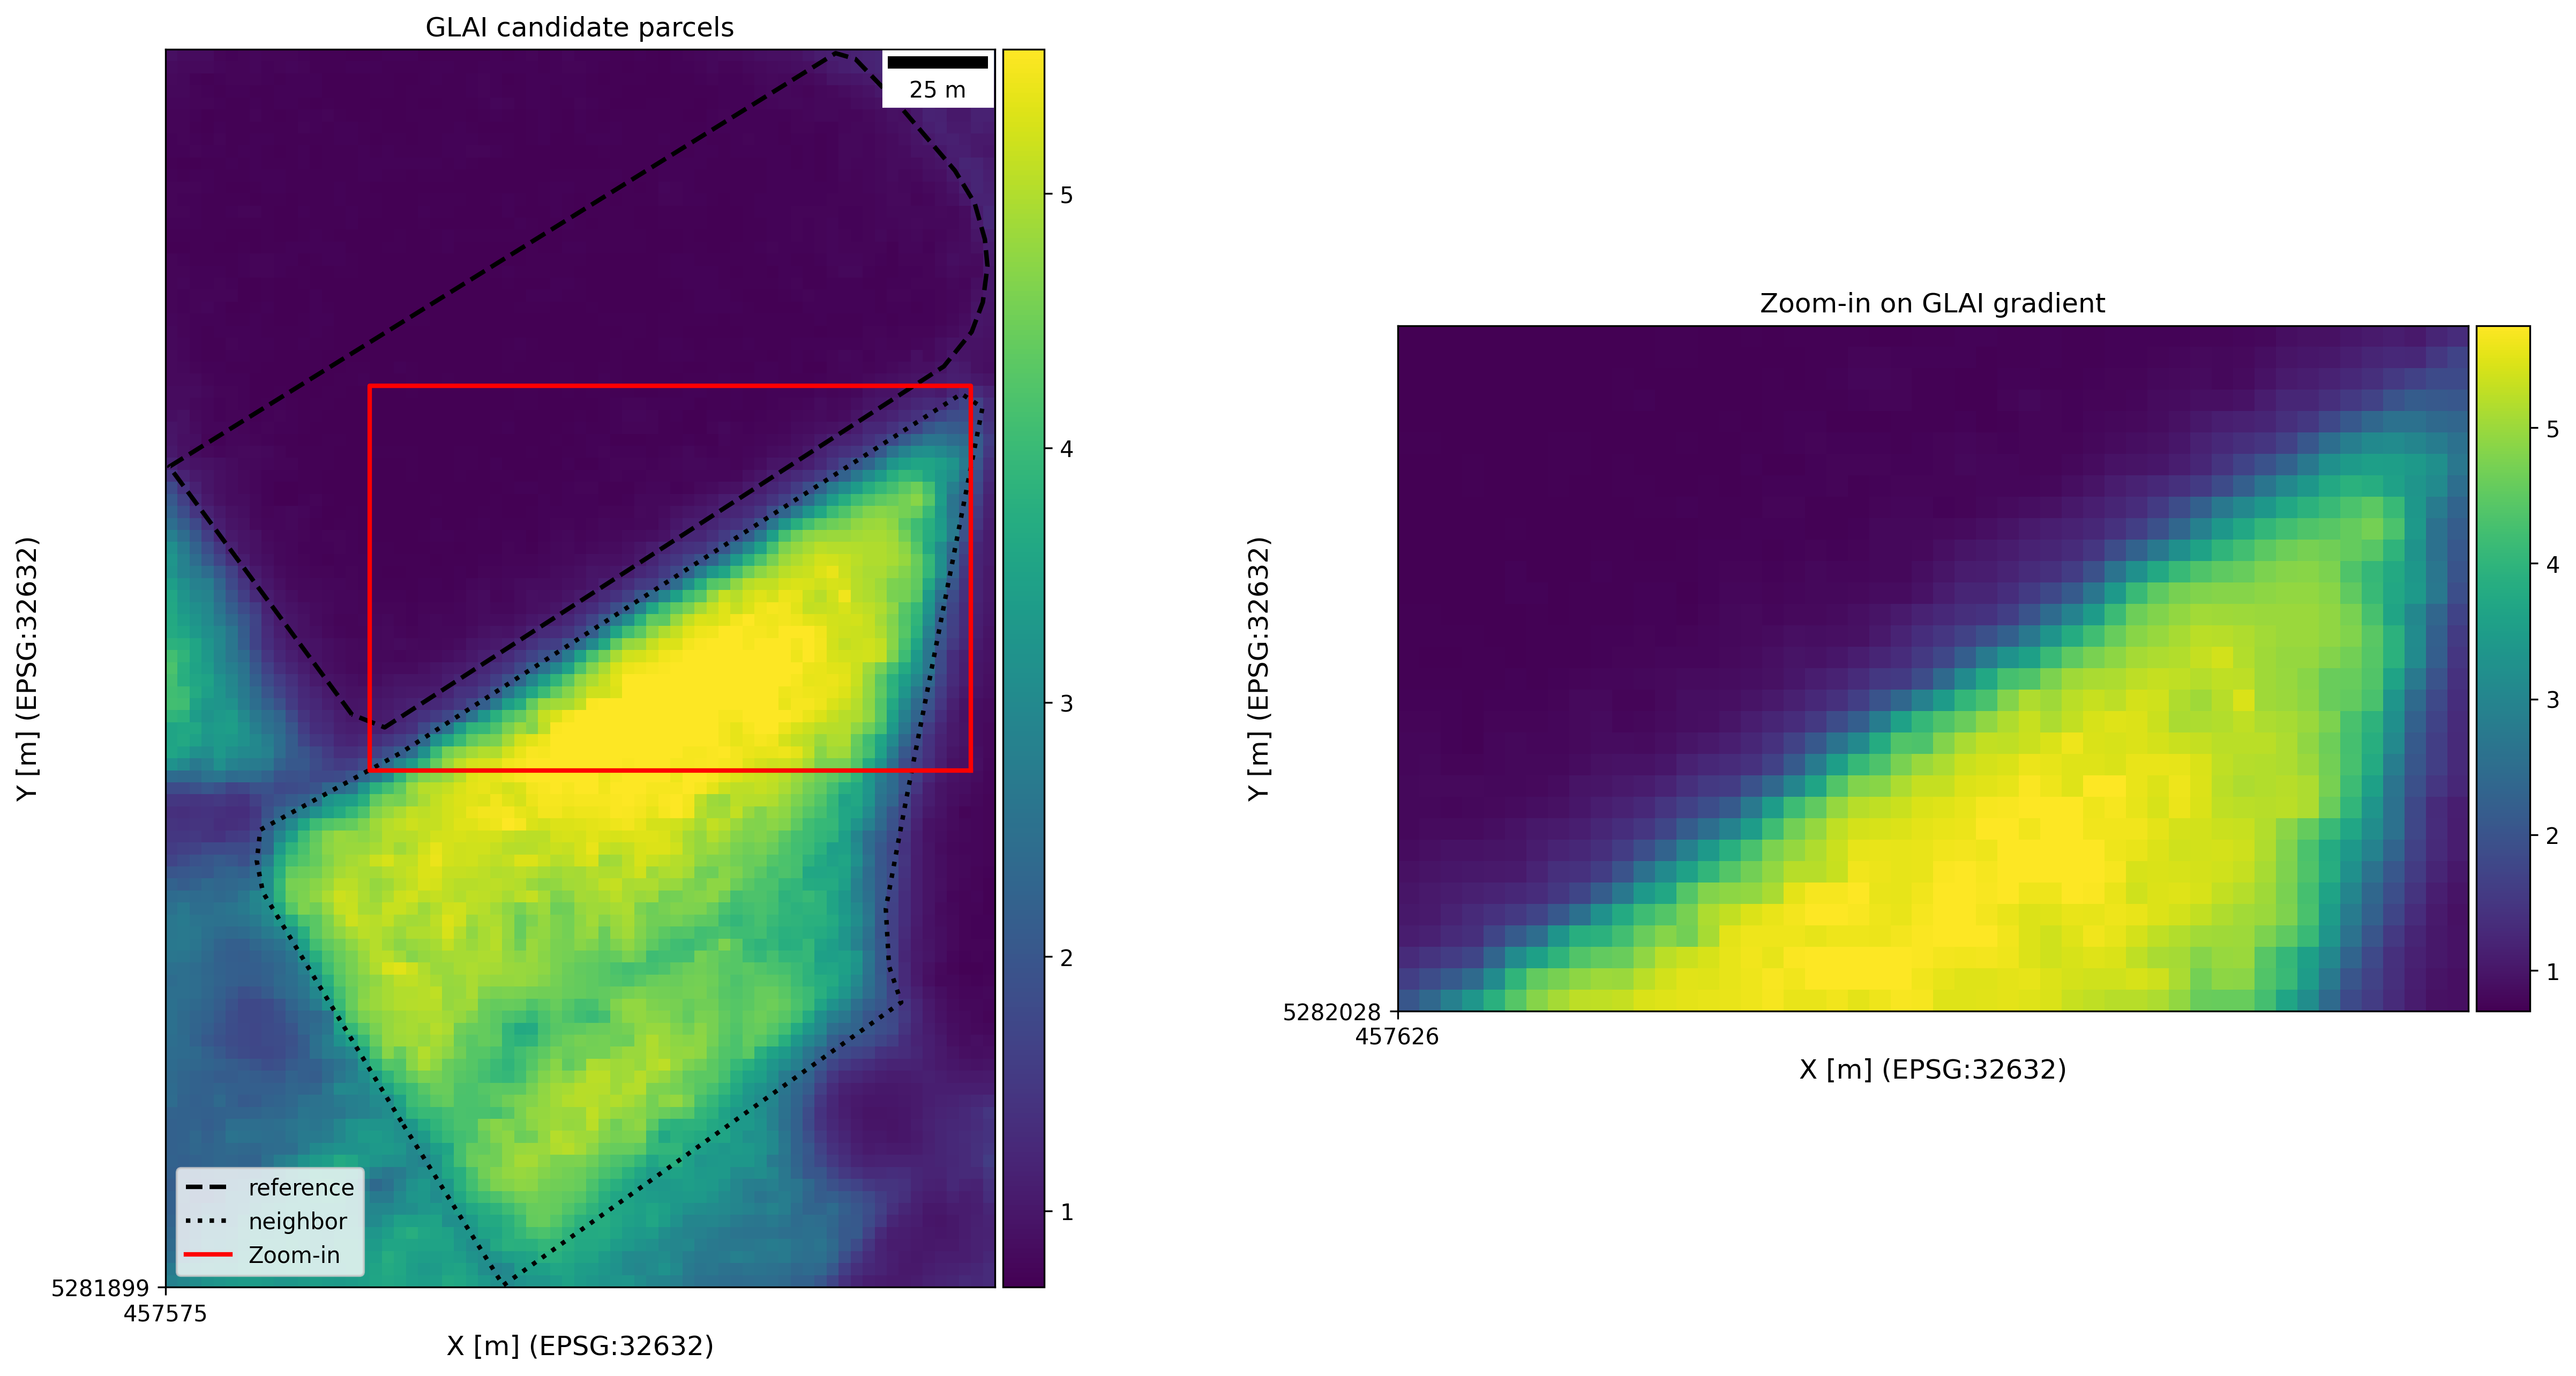 GLAI candidate parcels
25 m
5
4
3
2
1
Y [m] (EPSG:32632)
reference
neighbor
Zoom-in
5281899
457575
X [m] (EPSG:32632)
Zoom-in on GLAI gradient
5
4
3
2
1
Y [m] (EPSG:32632)
5282028
457626
X [m] (EPSG:32632)